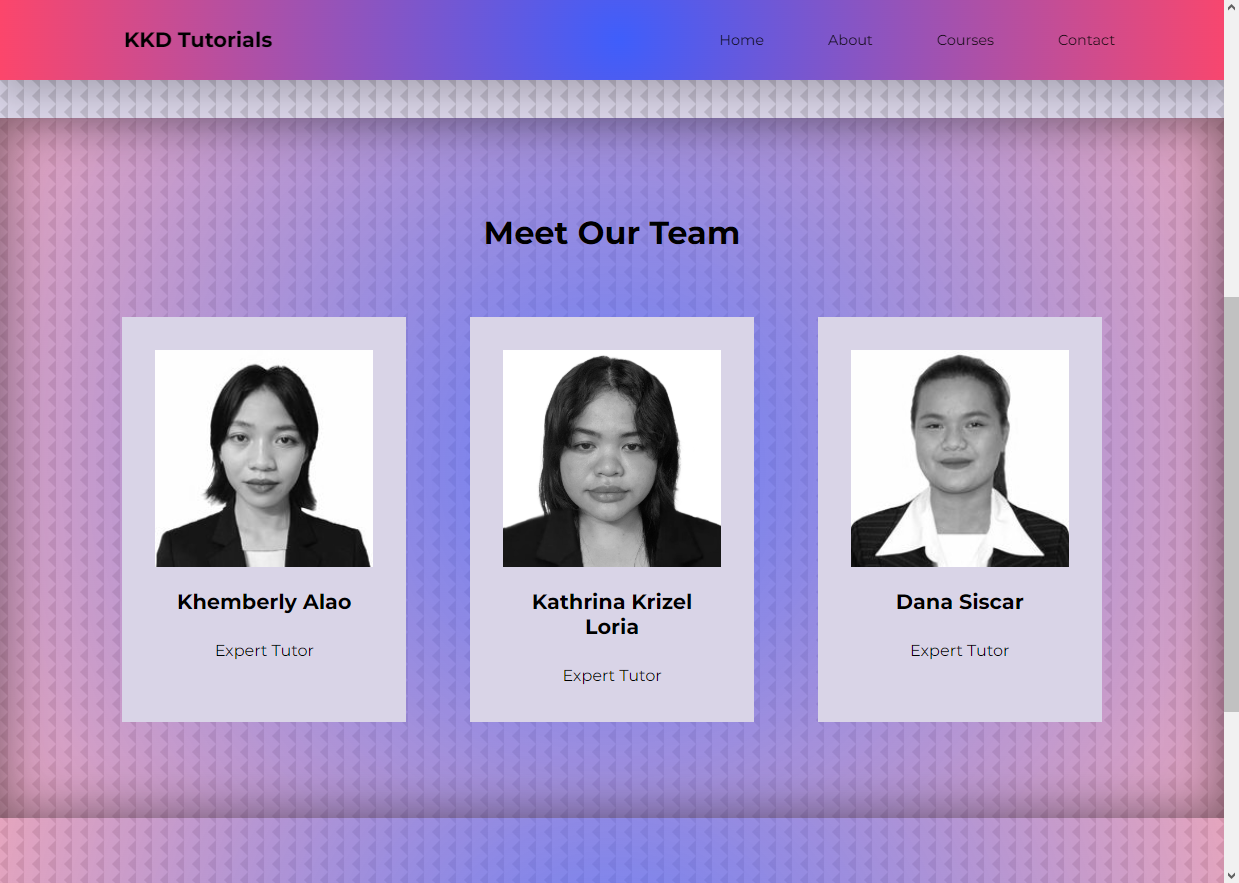 KKD Tutorials
Home About Courses Contact
Meet Our Team
Khemberly Alao
Expert Tutor
Kathrina Krizel
Loria
Expert Tutor
Dana Siscar
Expert Tutor